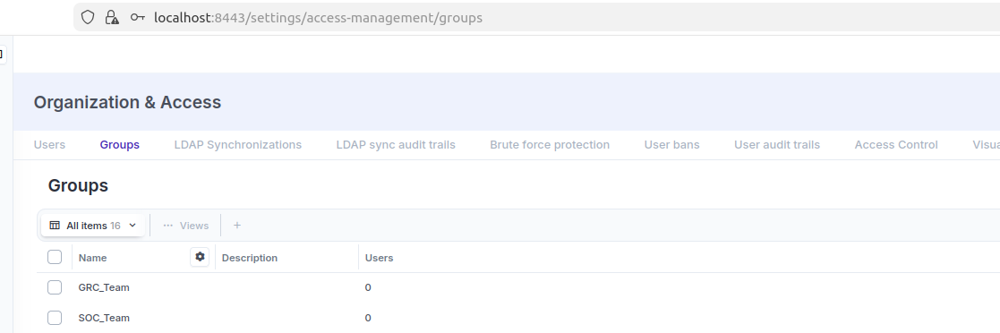 localhost:8443/settings/access-management/groups
Organization & Access
Users Groups LDAP Synchronizations LDAP sync audit trails Brute force protection User bans User audit trails Access Control Visua
Groups
All items 16 ··· Views +
Name Description Users
GRC_Team 0
SOC_Team 0